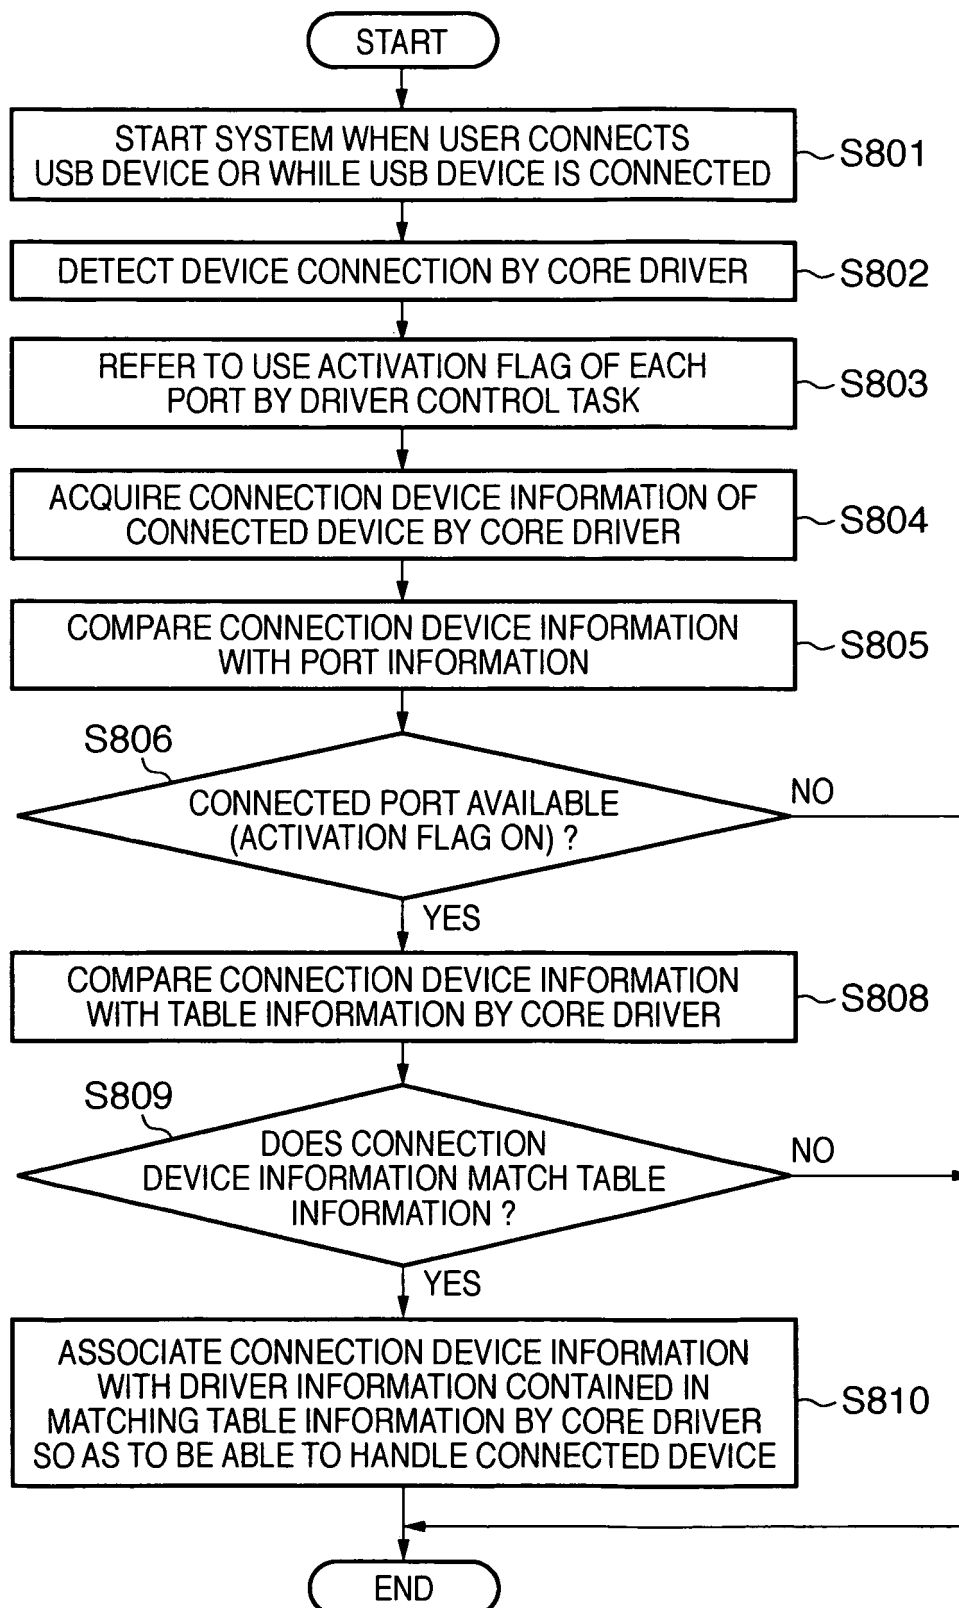 START
START SYSTEM WHEN USER CONNECTS
USB DEVICE OR WHILE USB DEVICE IS CONNECTED
S801
DETECT DEVICE CONNECTION BY CORE DRIVER
S802
REFER TO USE ACTIVATION FLAG OF EACH
PORT BY DRIVER CONTROL TASK
S803
ACQUIRE CONNECTION DEVICE INFORMATION OF
CONNECTED DEVICE BY CORE DRIVER
S804
COMPARE CONNECTION DEVICE INFORMATION
WITH PORT INFORMATION
S805
S806
CONNECTED PORT AVAILABLE
(ACTIVATION FLAG ON) ?
NO
YES
COMPARE CONNECTION DEVICE INFORMATION
WITH TABLE INFORMATION BY CORE DRIVER
S808
S809
DOES CONNECTION
DEVICE INFORMATION MATCH TABLE
INFORMATION ?
NO
YES
ASSOCIATE CONNECTION DEVICE INFORMATION
WITH DRIVER INFORMATION CONTAINED IN
MATCHING TABLE INFORMATION BY CORE DRIVER
SO AS TO BE ABLE TO HANDLE CONNECTED DEVICE
S810
END